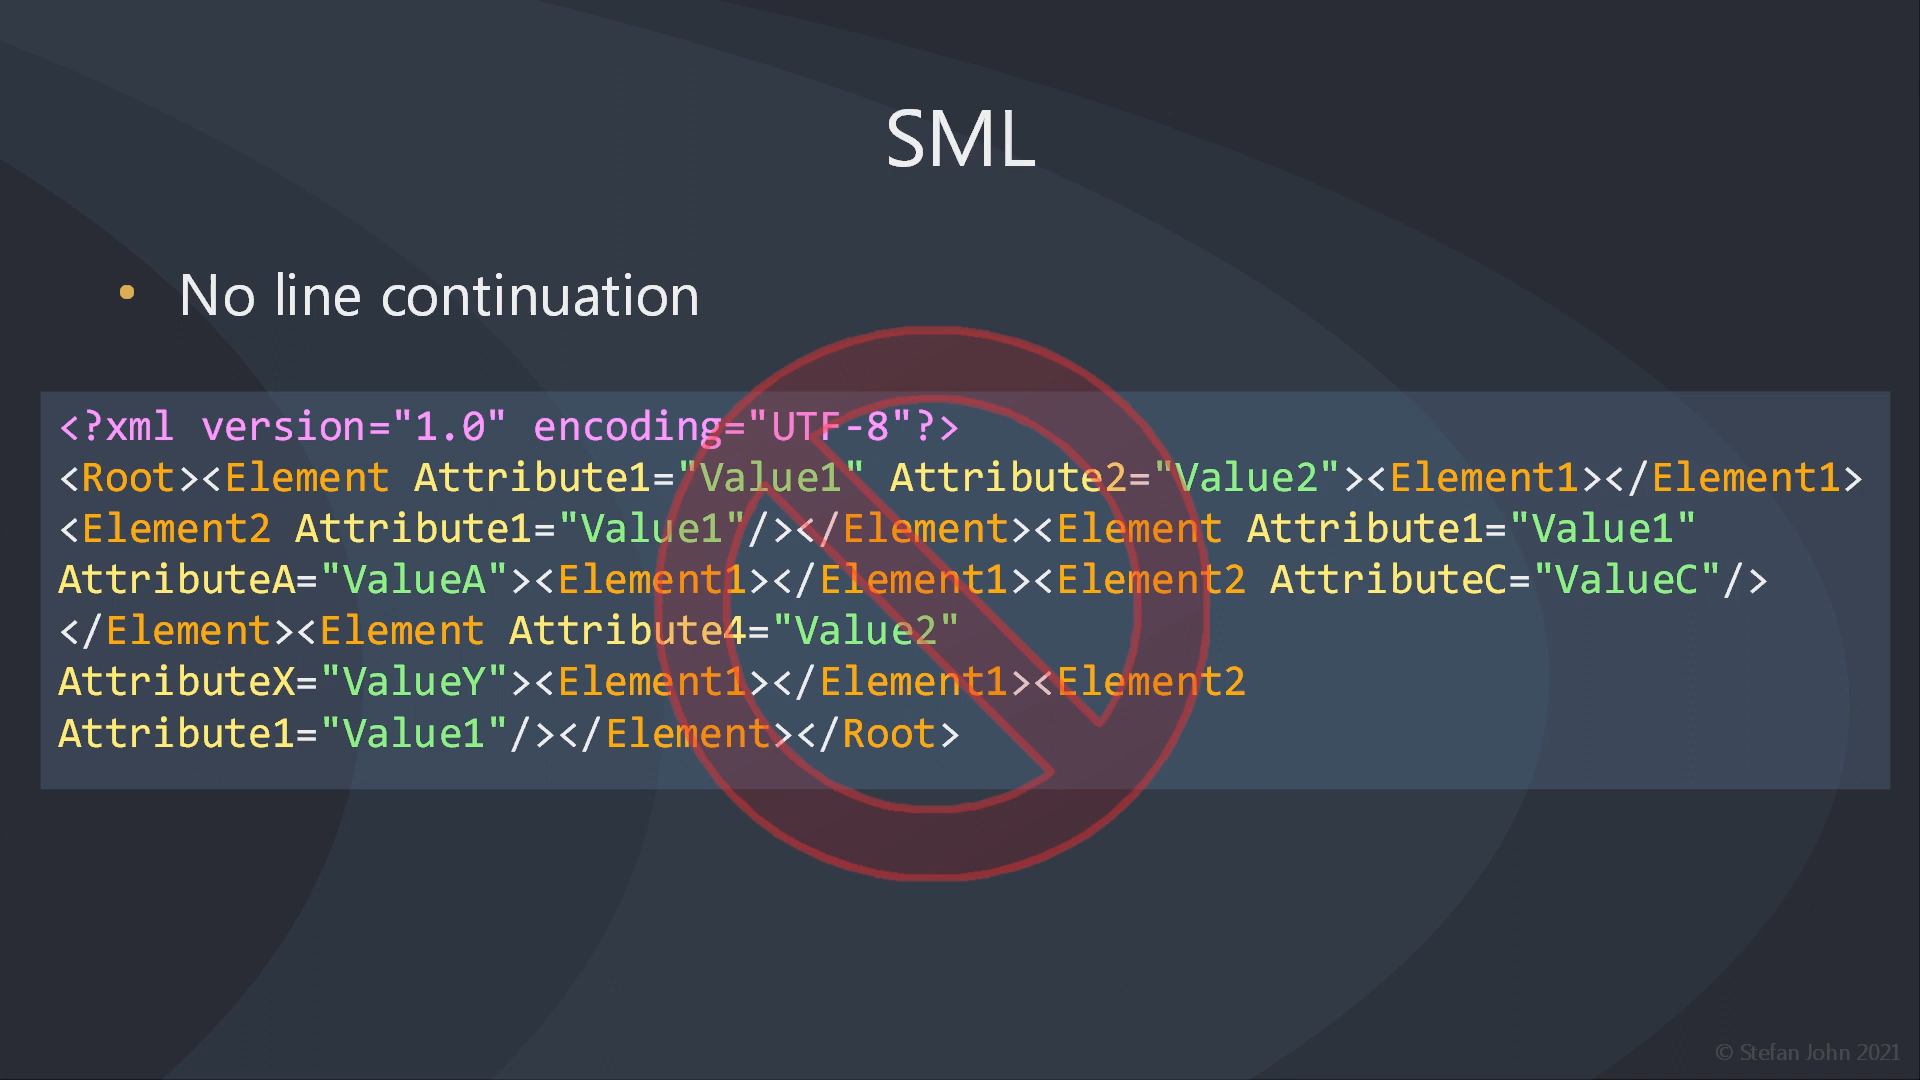 SML
• No line continuation
<?xml version="1.0" encoding="UTF-8"?>
<Root><Element Attribute1="Value1" Attribute2="Value2"><Element1></Element1>
<Element2 Attribute1="Value1"/></Element><Element Attribute1="Value1"
AttributeA="ValueA"><Element1></Element1><Element2 AttributeC="ValueC"/>
</Element><Element Attribute4="Value2"
AttributeX="ValueY"><Element1></Element1><Element2
Attribute1="Value1"/></Element></Root>
© Stefan John 2021